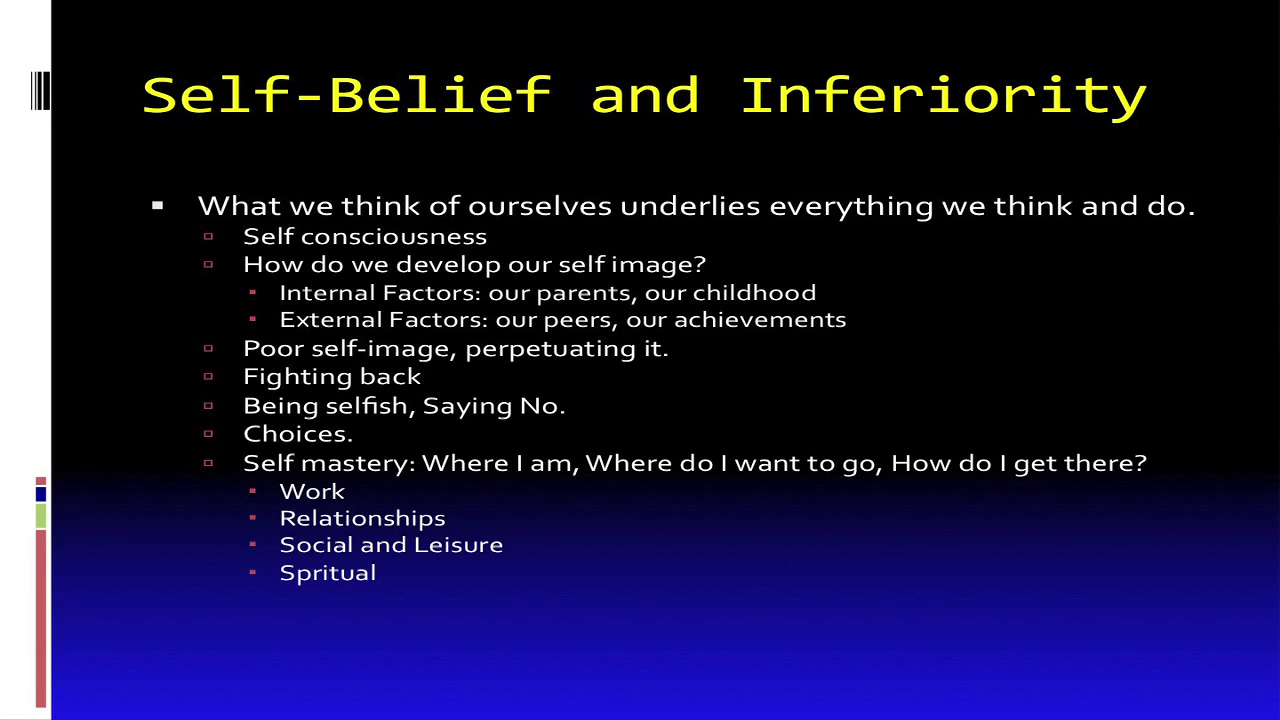 Self-Belief and Inferiority
What we think of ourselves underlies everything we think and do.
Self consciousness
How do we develop our self image?
Internal Factors: our parents, our childhood
External Factors: our peers, our achievements
Poor self-image, perpetuating it.
Fighting back
Being selfish, Saying No.
Choices.
Self mastery: Where I am, Where do I want to go, How do I get there?
Work
Relationships
Social and Leisure
Spritual